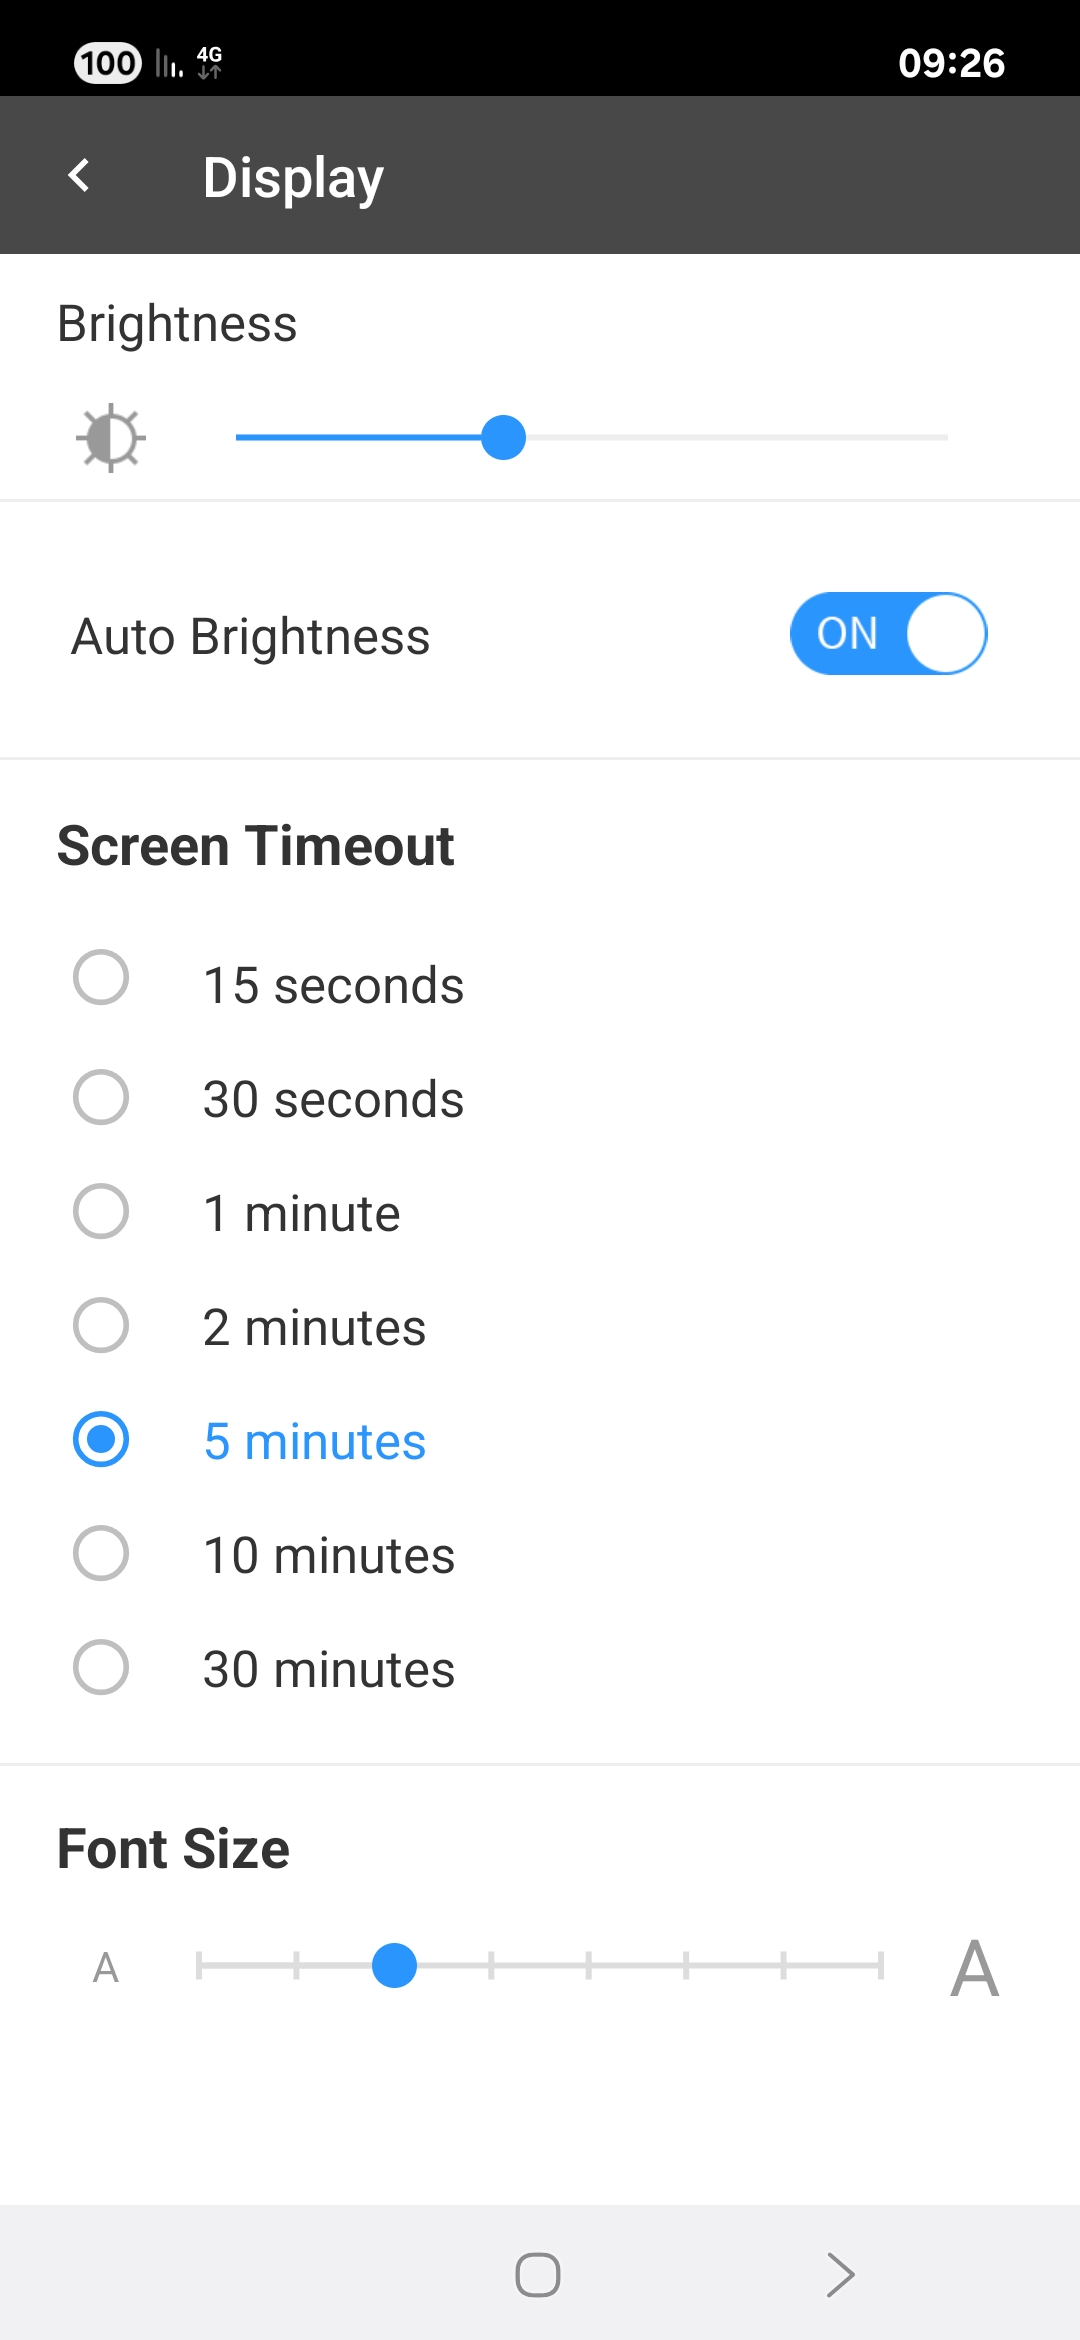 100 4G 09:26
Display
Brightness
Auto Brightness ON
Screen Timeout
15 seconds
30 seconds
1 minute
2 minutes
5 minutes
10 minutes
30 minutes
Font Size
A A